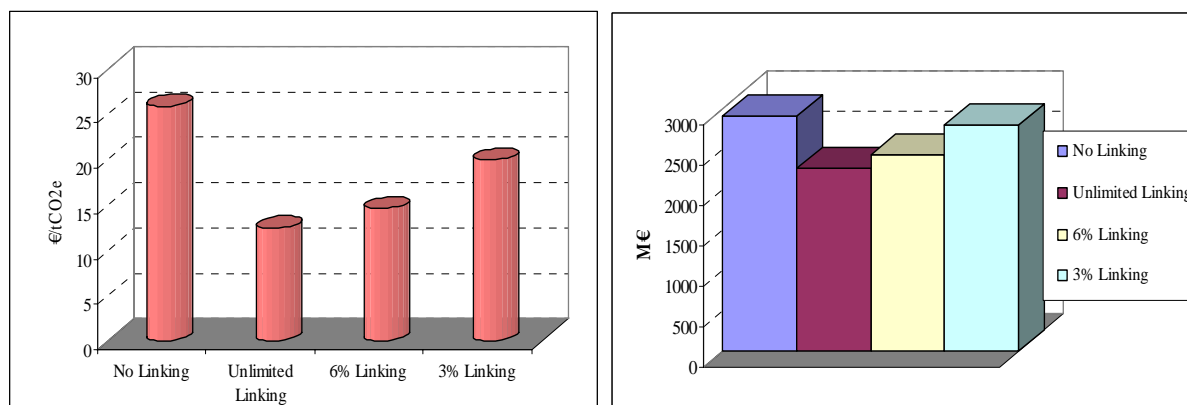 30
25
20
15
10
5
0
€/tCO2e
No Linking
Unlimited
Linking
6% Linking
3% Linking
3000
2500
2000
1500
1000
500
0
M€
No Linking
Unlimited Linking
6% Linking
3% Linking